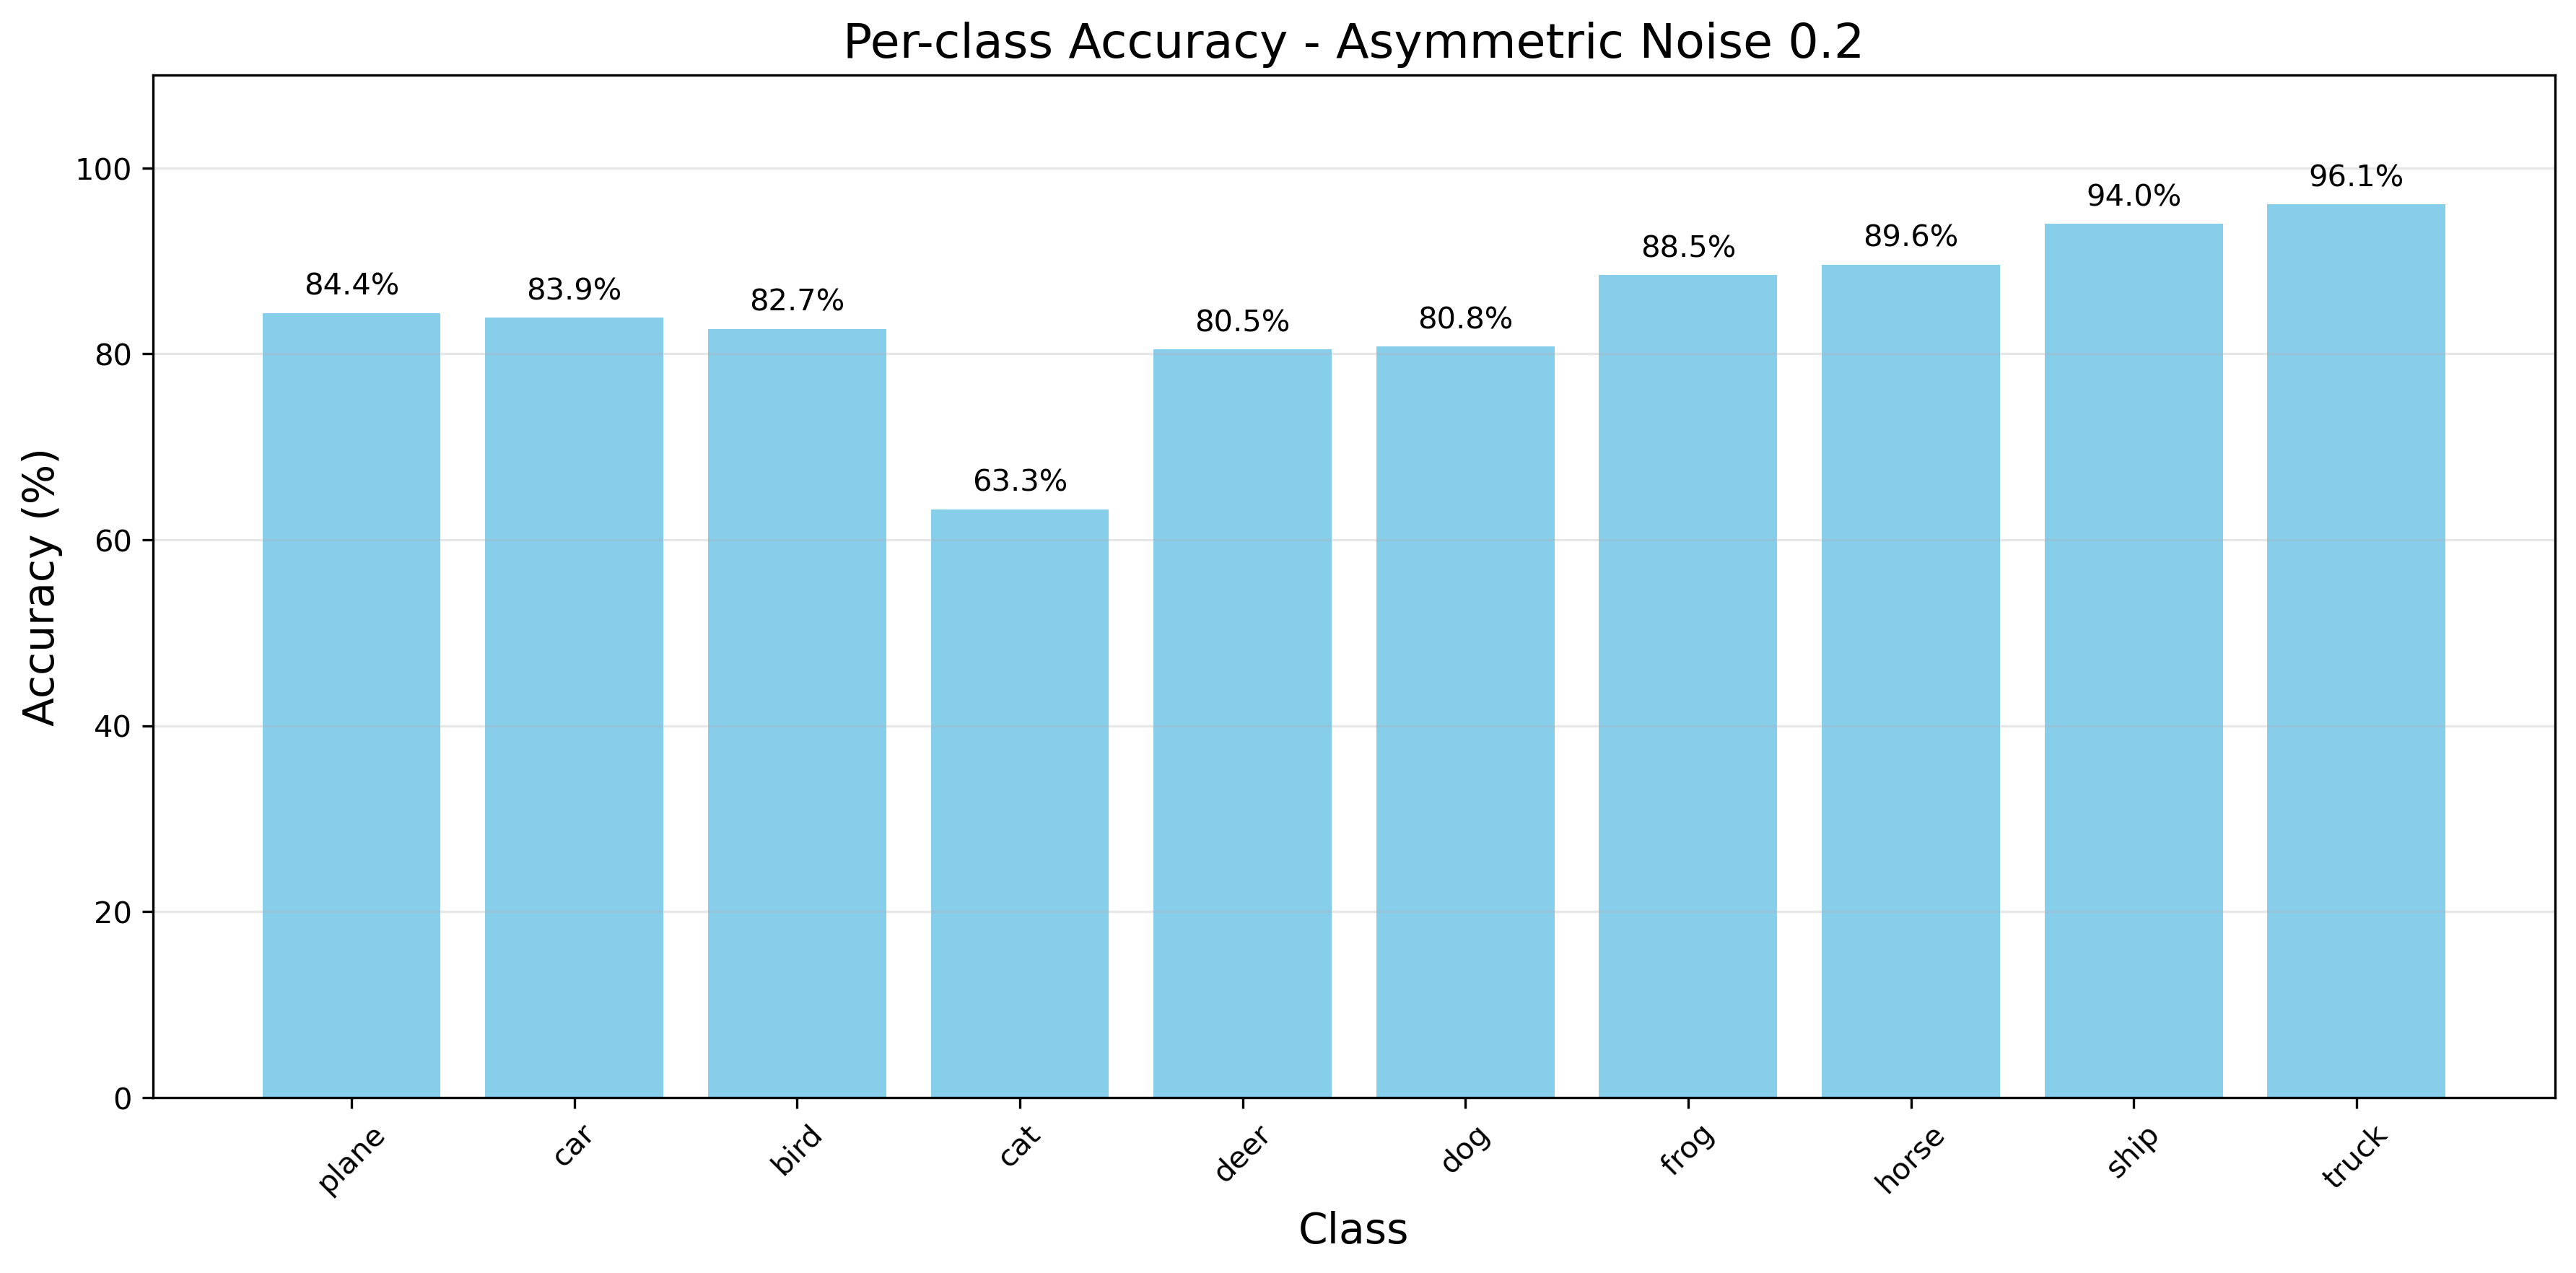 Per-class Accuracy - Asymmetric Noise 0.2
Accuracy (%)
100
80
60
40
20
0
84.4%
83.9%
82.7%
63.3%
80.5%
80.8%
88.5%
89.6%
94.0%
96.1%
plane
car
bird
cat
deer
dog
frog
horse
ship
truck
Class